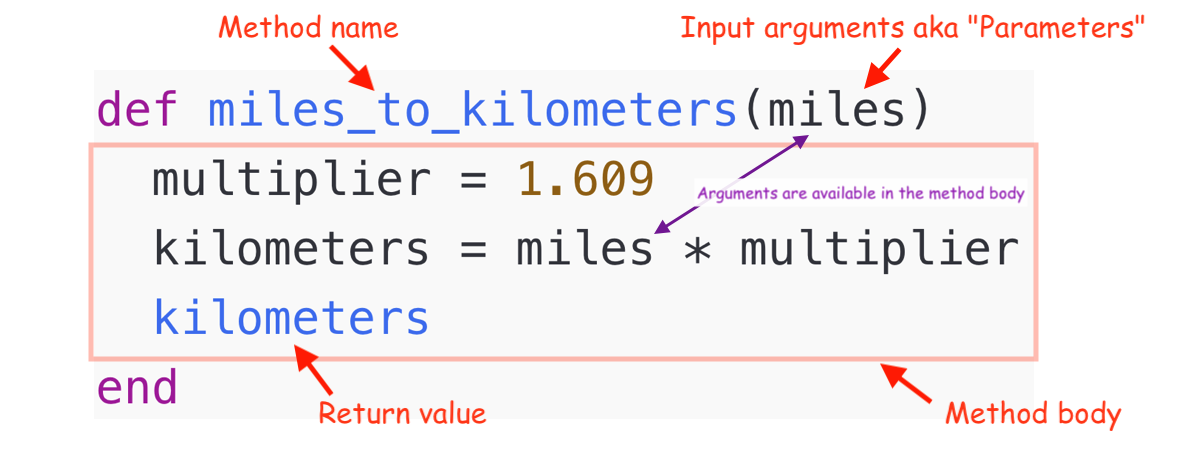 Method name
Input arguments aka "Parameters"
def miles_to_kilometers(miles)
multiplier = 1.609
Arguments are available in the method body
kilometers = miles * multiplier
kilometers
end
Return value
Method body